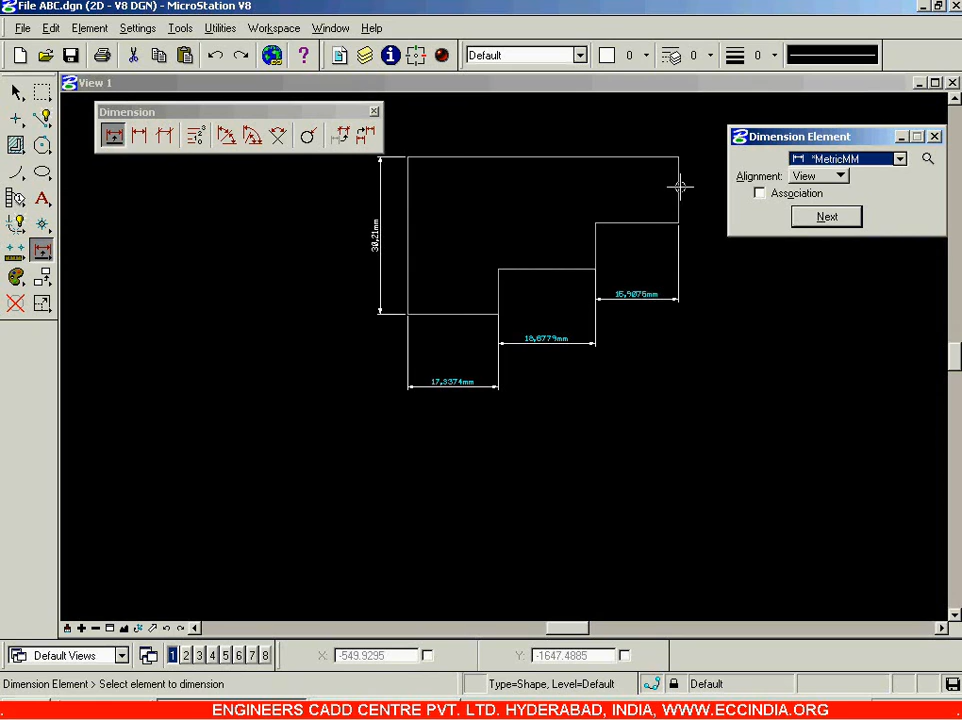 File ABC.dgn (2D - V8 DGN) - MicroStation V8
File Edit Element Settings Tools Utilities Workspace Window Help
Default 0 0 0
View 1
Dimension
Dimension Element
*MetricMM
Alignment: View
Association
Next
30,21mm
15,9075mm
18,6779mm
17,3374mm
Default Views 1 2 3 4 5 6 7 8 X: -549.9295 Y: -1647.4885
Dimension Element > Select element to dimension Type=Shape, Level=Default Default
ENGINEERS CADD CENTRE PVT. LTD. HYDERABAD, INDIA, WWW.ECCINDIA.ORG